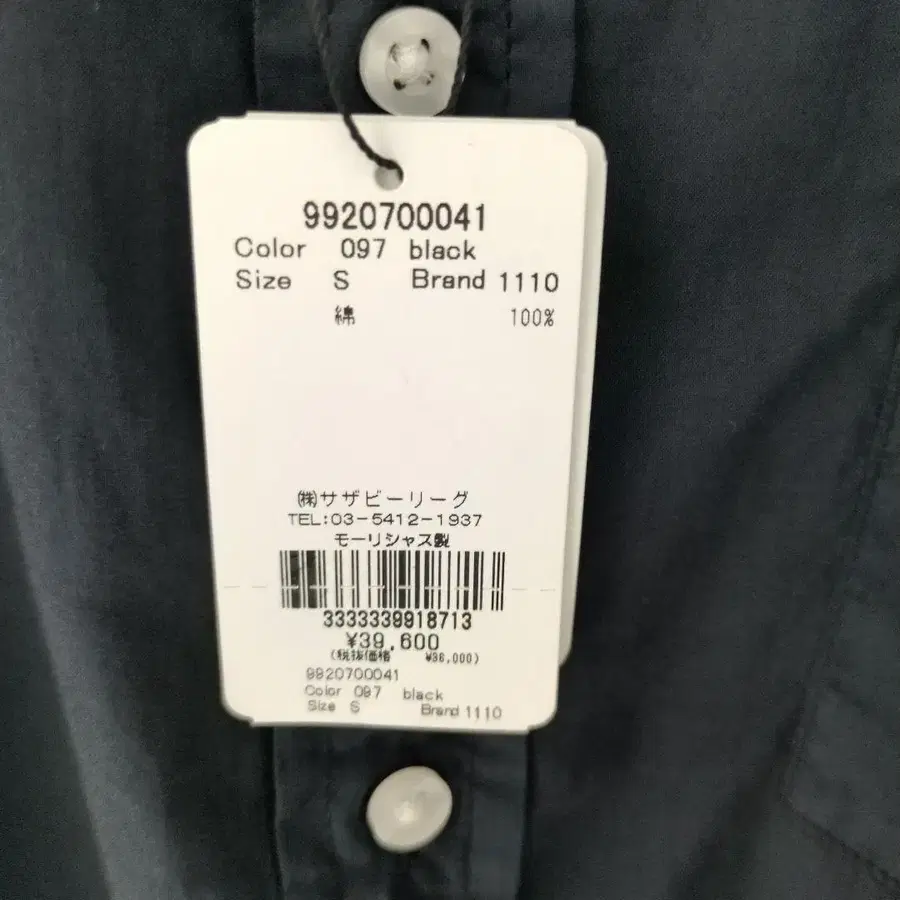 9920700041
Color 097 black
Size S Brand 1110
綿 100%
㈱サザビーリーグ
TEL:03-5412-1937
モーリシャス製
3333339918713
¥39,600
(税抜価格 ¥36,000)
9920700041
Color 097 black
Size S Brand 1110